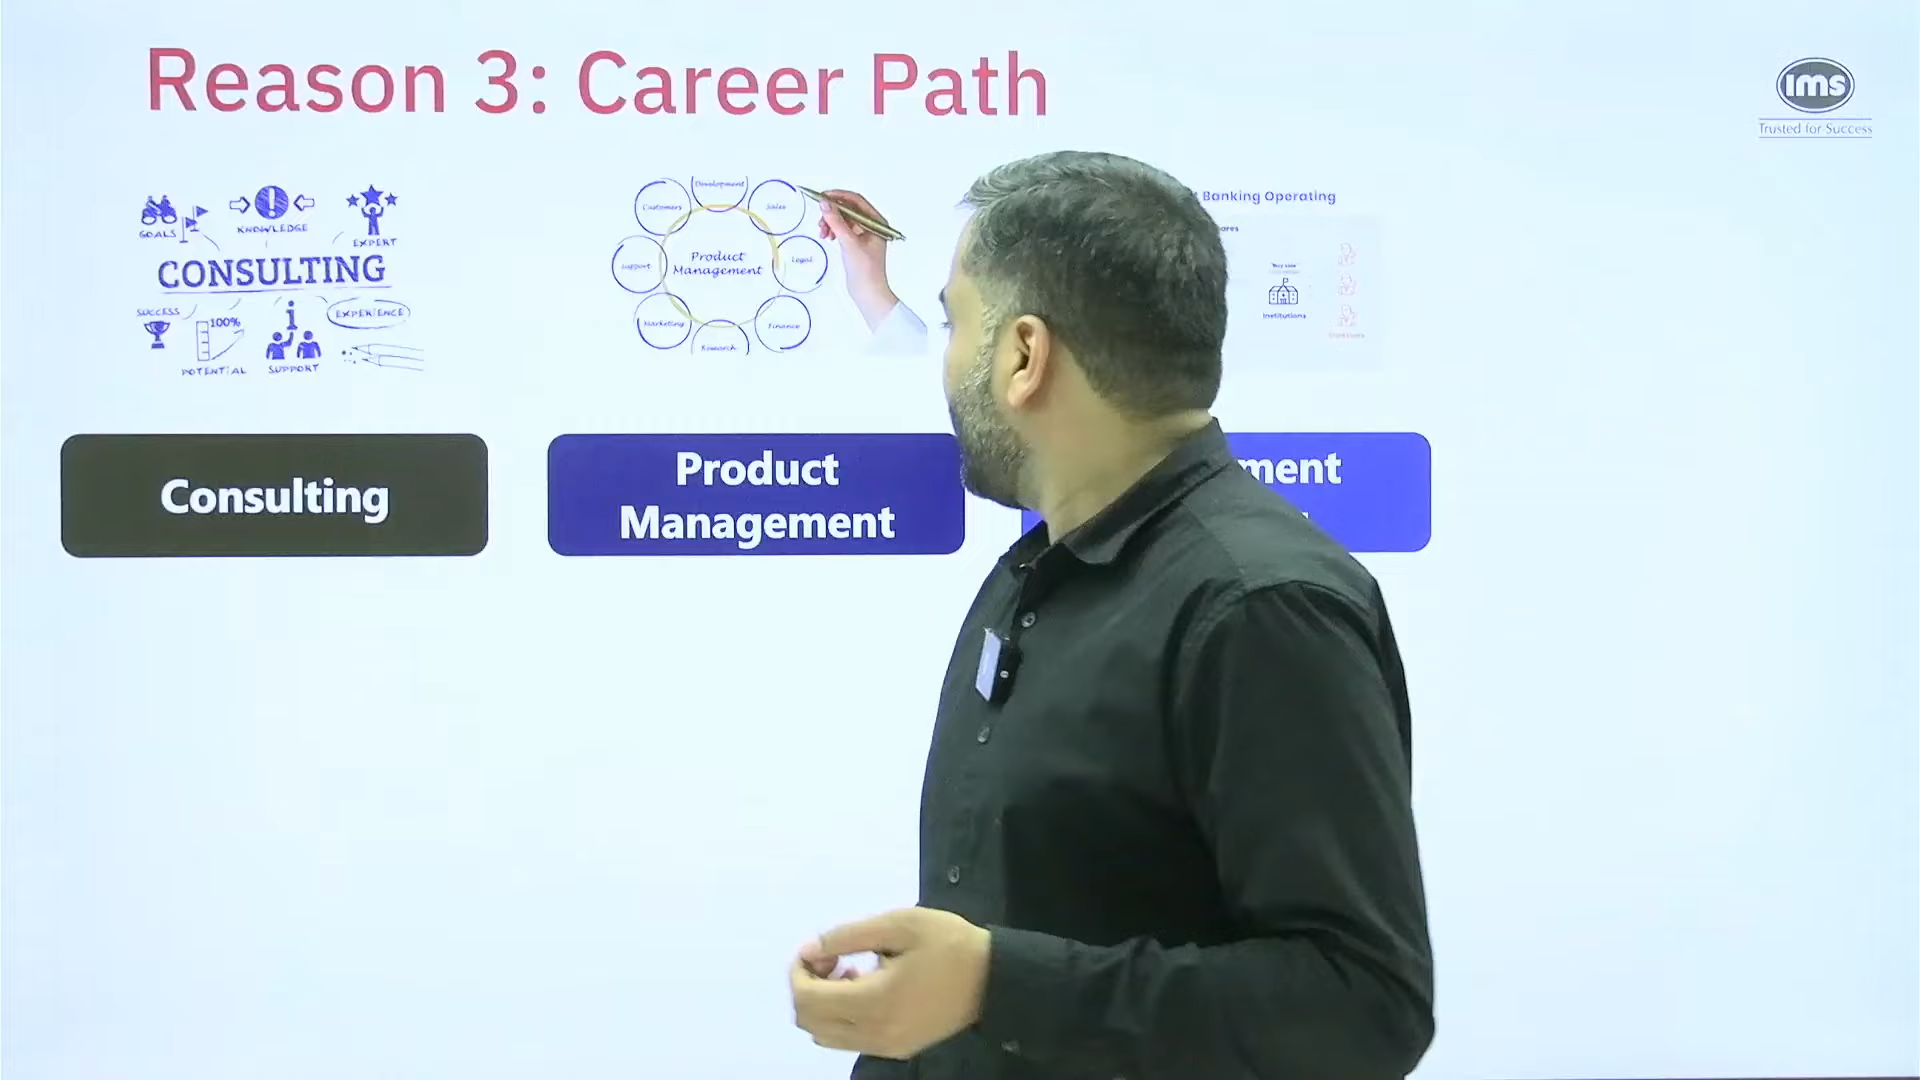 Reason 3: Career Path
ims
Trusted for Success
GOALS
KNOWLEDGE
EXPERT
CONSULTING
SUCCESS
100%
EXPERIENCE
POTENTIAL
SUPPORT
Development
Customers
Sales
Support
Product
Management
Legal
Marketing
Finance
Research
Banking Operating
Institutions
Consulting
Product
Management
ment